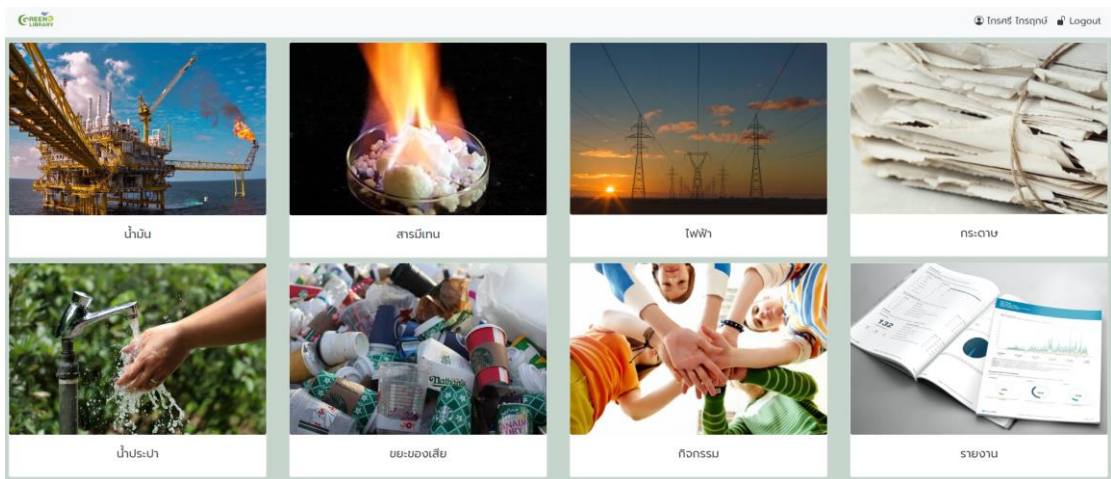 GREEN
LIBRARY
ไกรศรี ไกรฤกษ์ Logout
น้ำมัน
สารมีเทน
ไฟฟ้า
กระดาษ
132
น้ำประปา
ขยะของเสีย
กิจกรรม
รายงาน